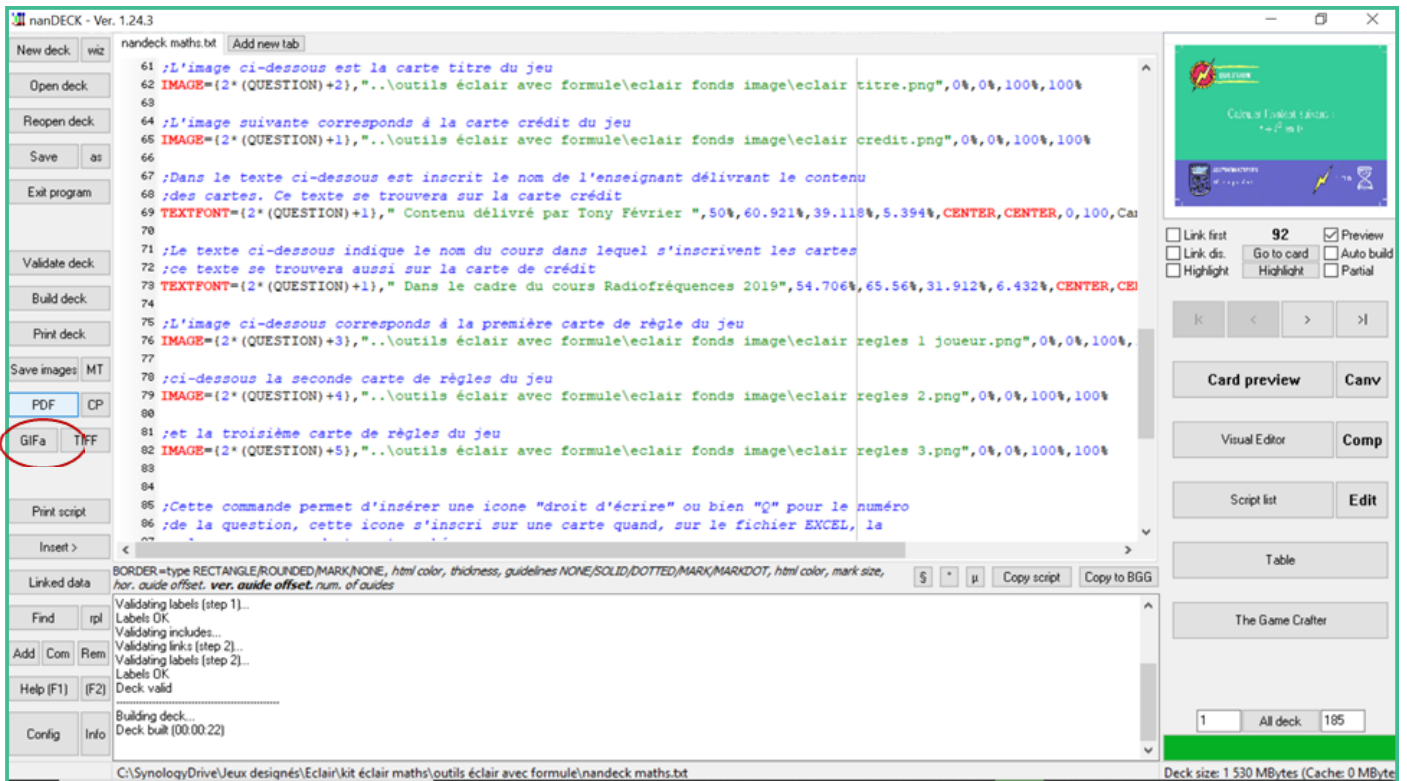 nanDECK - Ver. 1.24.3
New deck wiz
Open deck
Reopen deck
Save as
Exit program
Validate deck
Build deck
Print deck
Save images MT
PDF CP
GIFa TIFF
Print script
Insert >
Linked data
Find rpl
Add Com Rem
Help (F1) (F2)
Config Info
nandeck maths.txt Add new tab
61 ;L'image ci-dessous est la carte titre du jeu
62 IMAGE={2*(QUESTION)+2},"..\outils éclair avec formule\eclair fonds image\eclair titre.png",0%,0%,100%,100%
63
64 ;L'image suivante corresponds à la carte crédit du jeu
65 IMAGE={2*(QUESTION)+1},"..\outils éclair avec formule\eclair fonds image\eclair credit.png",0%,0%,100%,100%
66
67 ;Dans le texte ci-dessous est inscrit le nom de l'enseignant délivrant le contenu
68 ;des cartes. Ce texte se trouvera sur la carte crédit
69 TEXTFONT={2*(QUESTION)+1}," Contenu délivré par Tony Février ",50%,60.921%,39.118%,5.394%,CENTER,CENTER,0,100,Car
70
71 ;Le texte ci-dessous indique le nom du cours dans lequel s'inscrivent les cartes
72 ;ce texte se trouvera aussi sur la carte de crédit
73 TEXTFONT={2*(QUESTION)+1}," Dans le cadre du cours Radiofréquences 2019",54.706%,65.56%,31.912%,6.432%,CENTER,CEN
74
75 ;L'image ci-dessous corresponds à la première carte de règle du jeu
76 IMAGE={2*(QUESTION)+3},"..\outils éclair avec formule\eclair fonds image\eclair regles 1 joueur.png",0%,0%,100%,1
77
78 ;ci-dessous la seconde carte de règles du jeu
79 IMAGE={2*(QUESTION)+4},"..\outils éclair avec formule\eclair fonds image\eclair regles 2.png",0%,0%,100%,100%
80
81 ;et la troisième carte de règles du jeu
82 IMAGE={2*(QUESTION)+5},"..\outils éclair avec formule\eclair fonds image\eclair regles 3.png",0%,0%,100%,100%
83
84
85 ;Cette commande permet d'insérer une icone "droit d'écrire" ou bien "Q" pour le numéro
86 ;de la question, cette icone s'inscri sur une carte quand, sur le fichier EXCEL, la
BORDER=type RECTANGLE/ROUNDED/MARK/NONE, html color, thickness, guidelines NONE/SOLID/DOTTED/MARK/MARKDOT, html color, mark size,
hor. guide offset, ver. guide offset, num. of guides
§ " µ Copy script Copy to BGG
Validating labels (step 1)...
Labels OK
Validating includes...
Validating links (step 2)...
Validating labels (step 2)...
Labels OK
Deck valid
Building deck...
Deck built (00:00:22)
C:\SynologyDrive\Jeux designés\Eclair\kit éclair maths\outils éclair avec formule\nandeck maths.txt
QUESTION
Link first 92 Preview
Link dis. Go to card Auto build
Highlight Highlight Partial
Card preview Canv
Visual Editor Comp
Script list Edit
Table
The Game Crafter
1 All deck 185
Deck size: 1 530 MBytes (Cache: 0 MByte